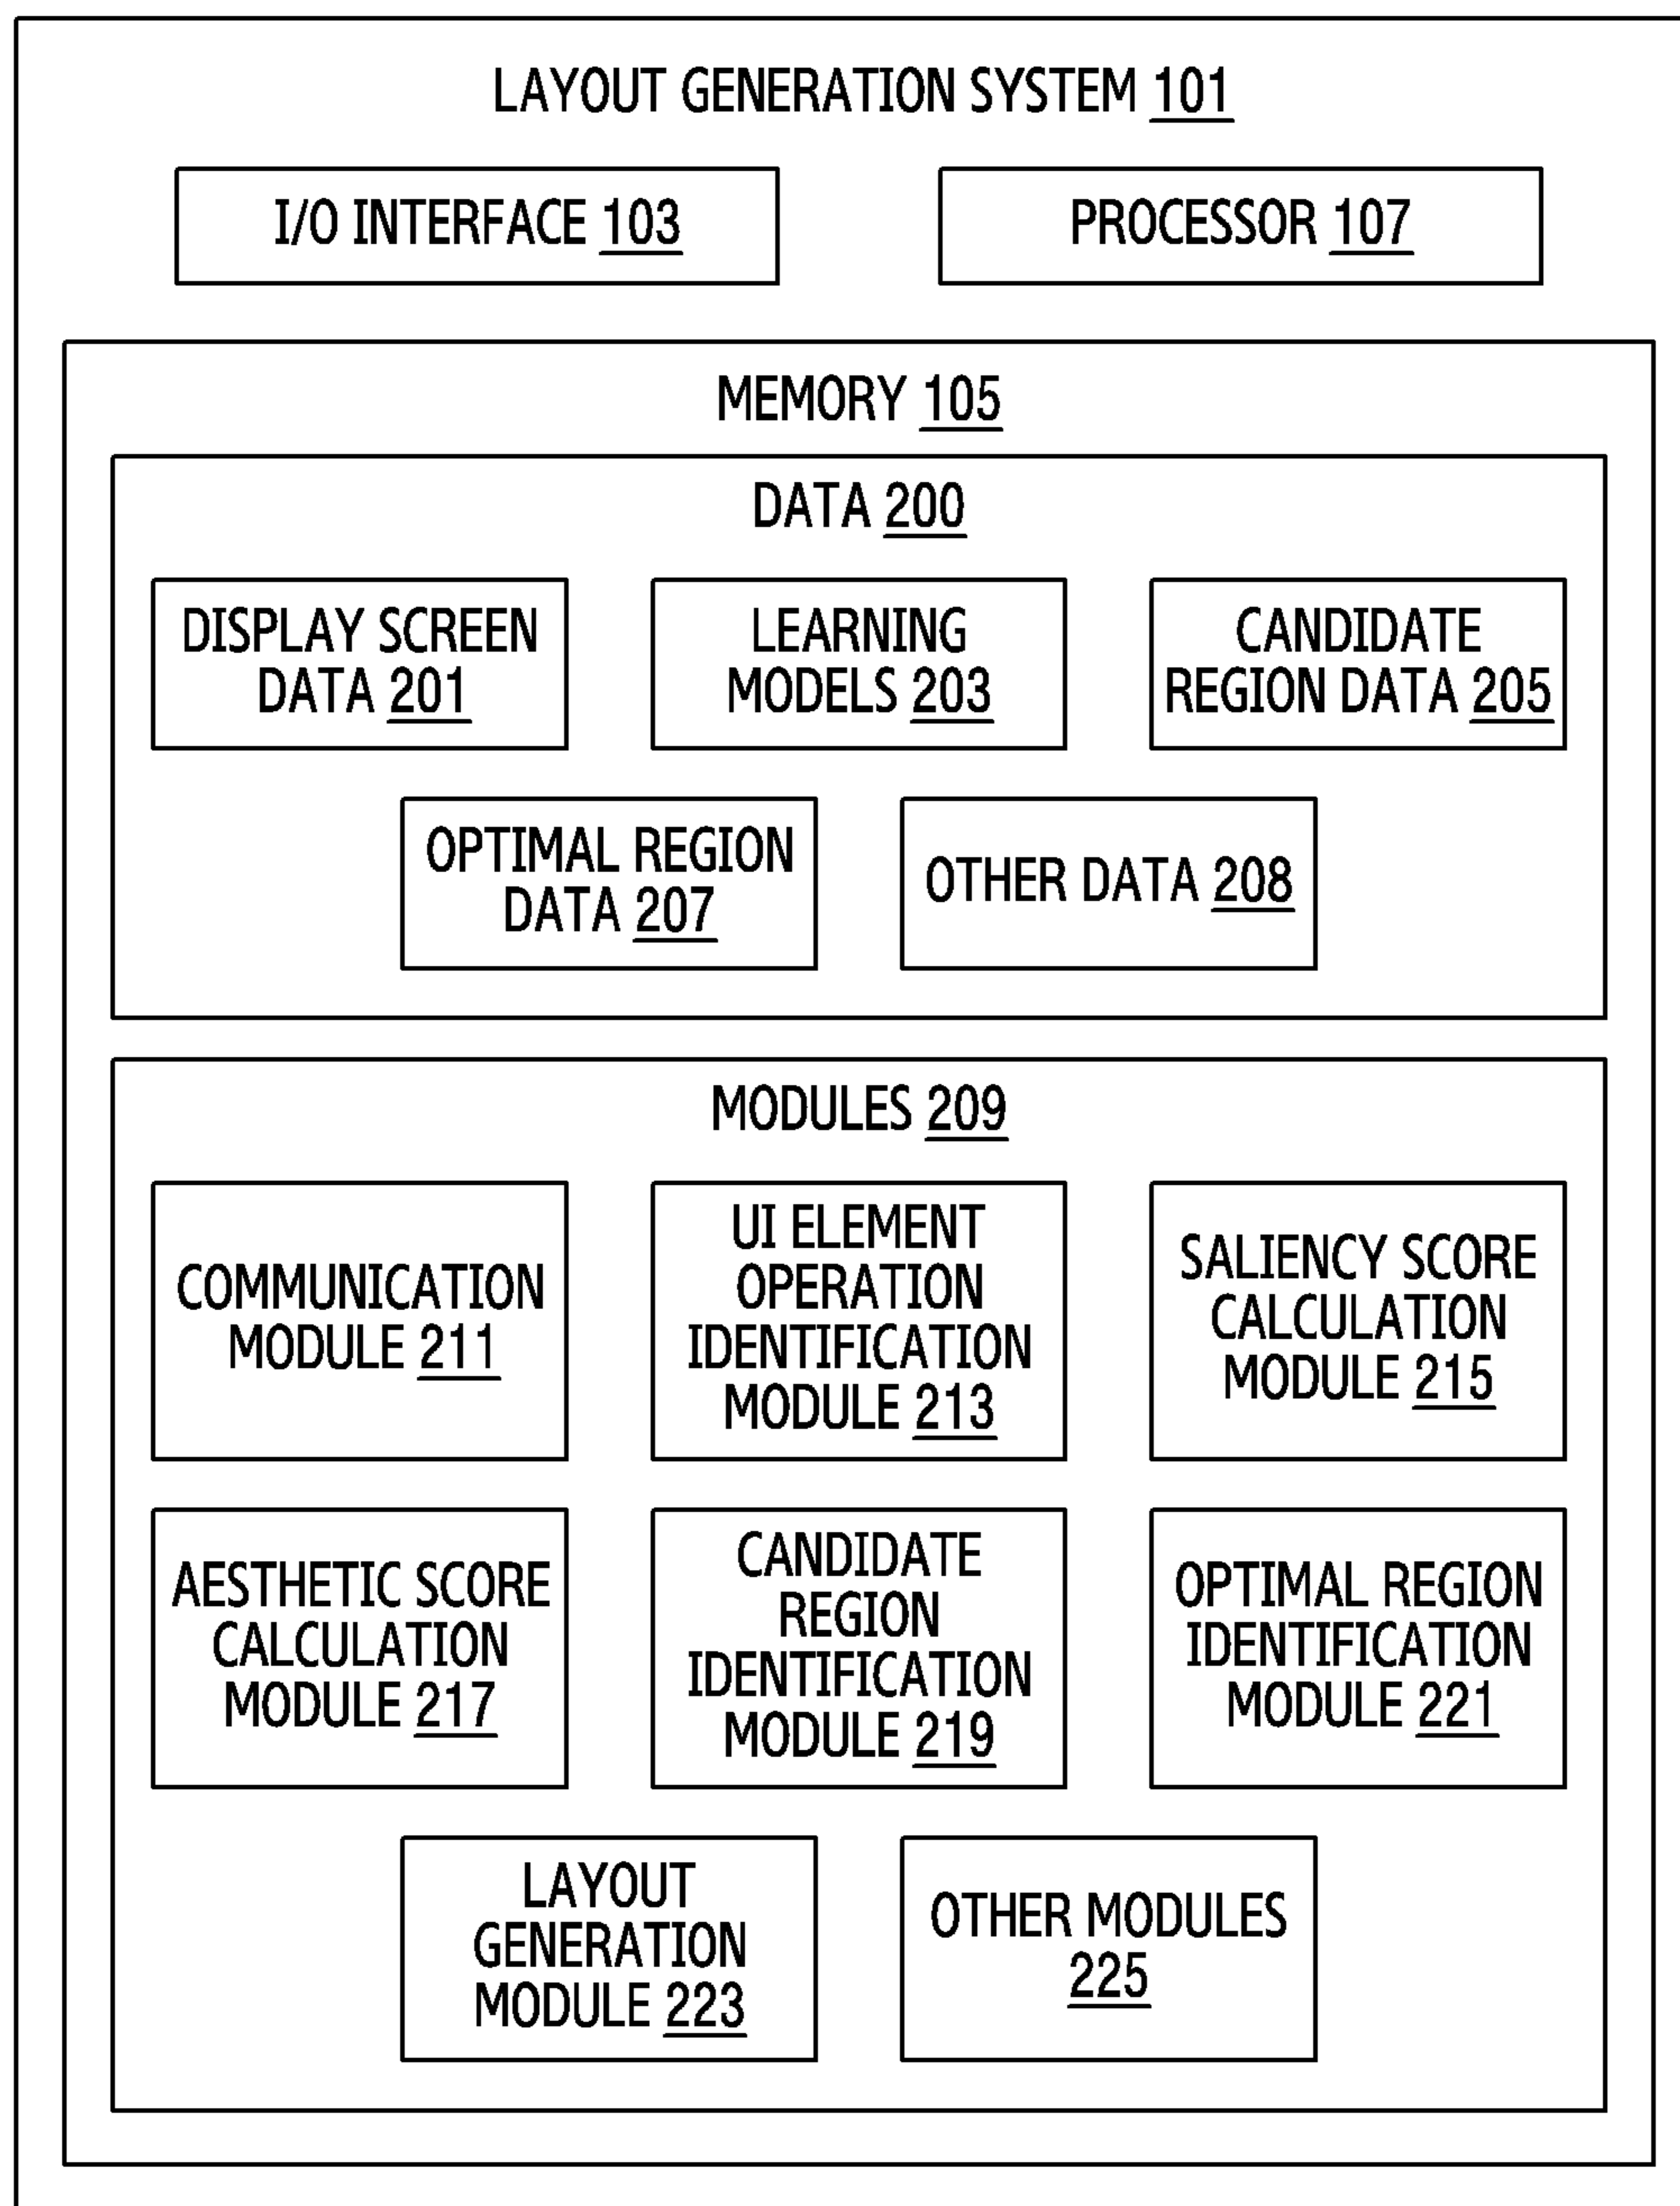 LAYOUT GENERATION SYSTEM 101
I/O INTERFACE 103
PROCESSOR 107
MEMORY 105
DATA 200
DISPLAY SCREEN
DATA 201
LEARNING
MODELS 203
CANDIDATE
REGION DATA 205
OPTIMAL REGION
DATA 207
OTHER DATA 208
MODULES 209
COMMUNICATION
MODULE 211
UI ELEMENT
OPERATION
IDENTIFICATION
MODULE 213
SALIENCY SCORE
CALCULATION
MODULE 215
AESTHETIC SCORE
CALCULATION
MODULE 217
CANDIDATE
REGION
IDENTIFICATION
MODULE 219
OPTIMAL REGION
IDENTIFICATION
MODULE 221
LAYOUT
GENERATION
MODULE 223
OTHER MODULES
225